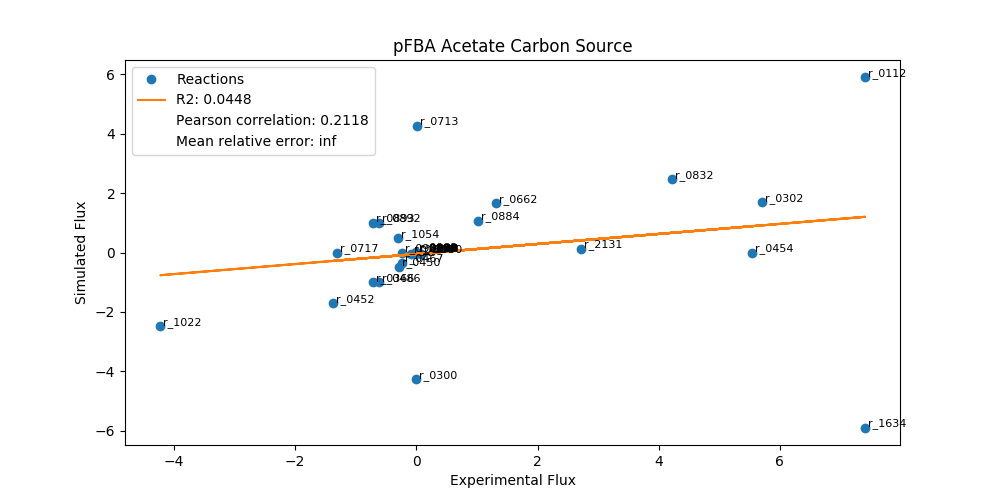 pFBA Acetate Carbon Source
Reactions
R2: 0.0448
Pearson correlation: 0.2118
Mean relative error: inf
r_0112
r_0713
r_0832
r_0662
r_0302
r_0892
r_0884
r_1054
r_0717
r_2131
r_0454
r_0450
r_0452
r_1022
r_0300
r_1634
6
4
2
0
−2
−4
−6
−4
−2
0
2
4
6
Simulated Flux
Experimental Flux